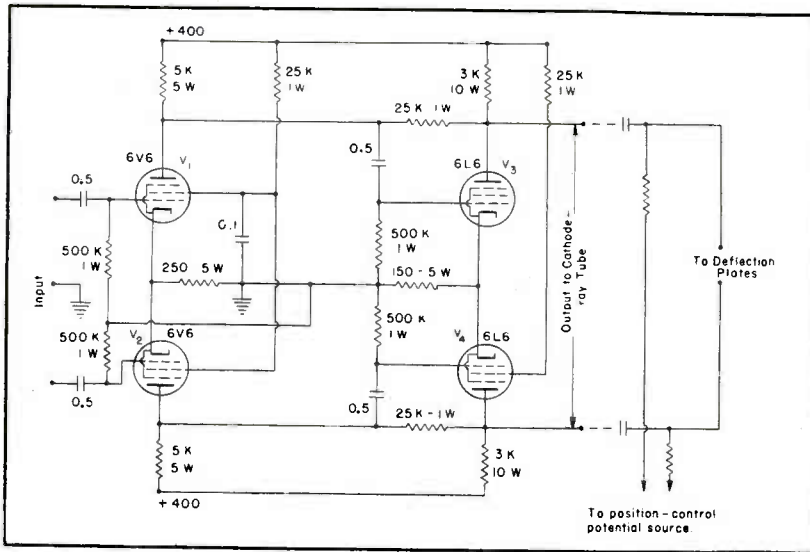 +400
5 K
5 W
25 K
1 W
3 K
10 W
25 K
1 W
25 K 1W
0.5
6V6
V1
6L6
V3
0.5
0.1
500 K
1 W
500 K
1 W
250 5 W
150 - 5 W
Input
Output to Cathode-
ray Tube
To Deflection
Plates
500 K
1 W
V2
6V6
500 K
1 W
V4
6L6
0.5
0.5
25 K - 1 W
5 K
5 W
3 K
10 W
+400
To position-control
potential source.